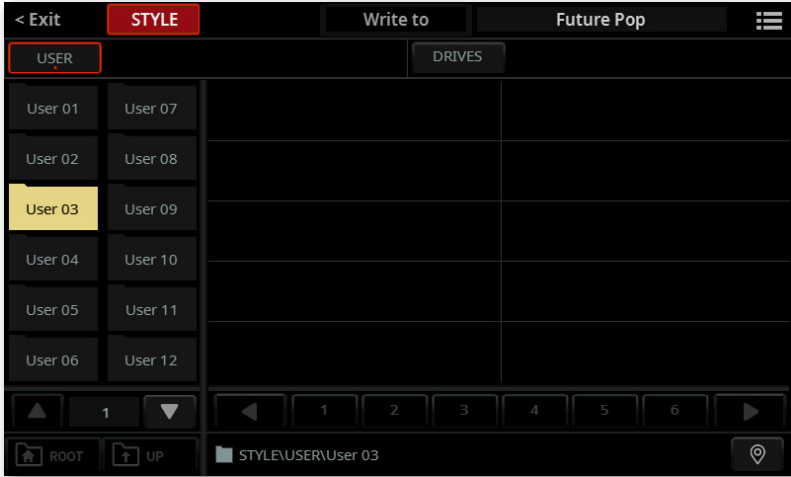 < Exit STYLE Write to Future Pop
USER DRIVES
User 01 User 07
User 02 User 08
User 03 User 09
User 04 User 10
User 05 User 11
User 06 User 12
1 1 2 3 4 5 6
ROOT UP STYLE\USER\User 03